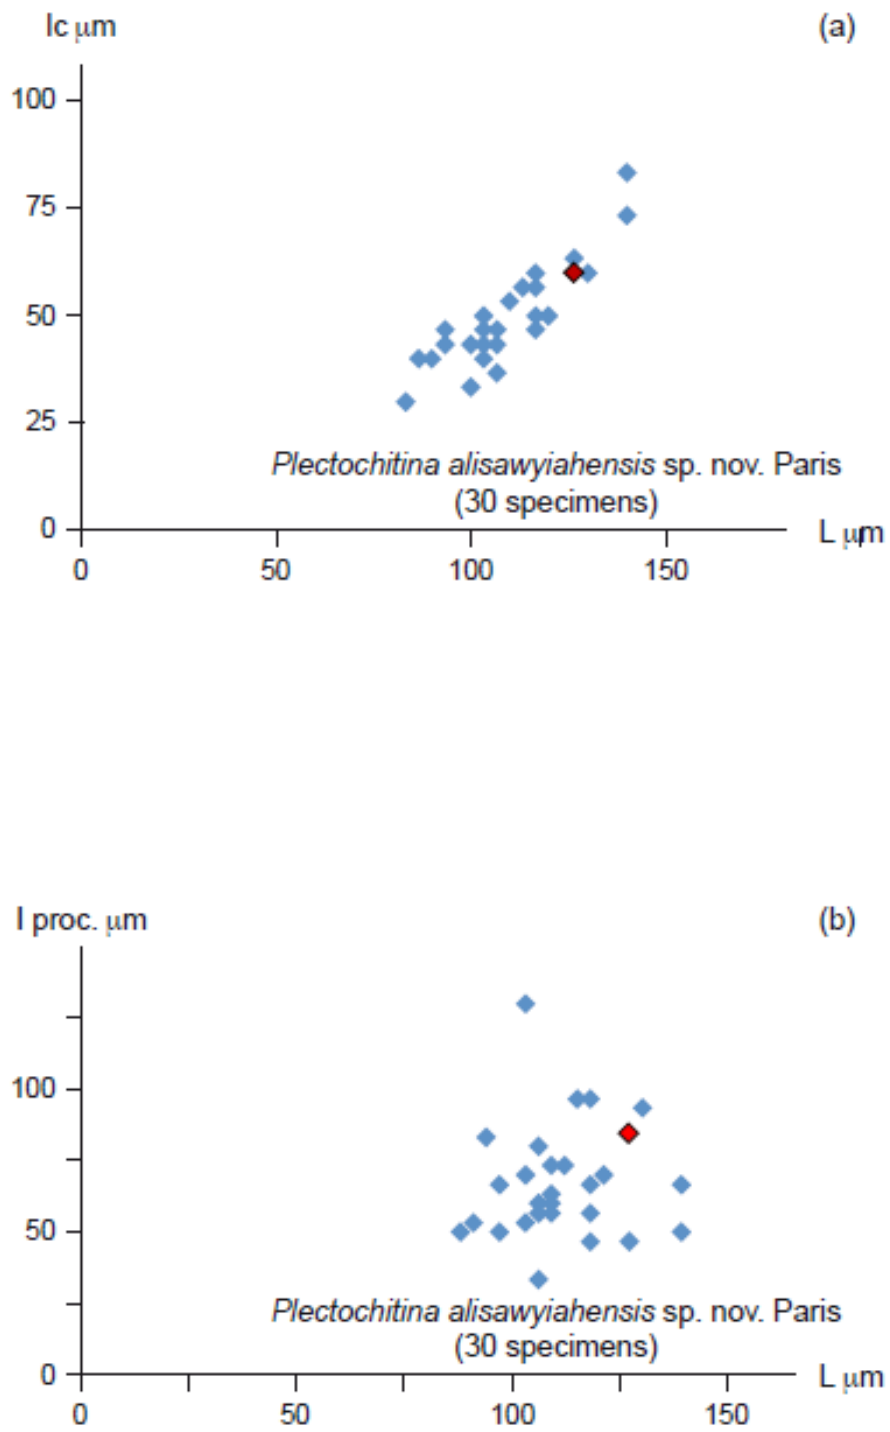 Ic μm
(a)
100
75
50
25
0
Plectochitina alisawyiahensis sp. nov. Paris
(30 specimens)
L μm
0 50 100 150
l proc. μm
(b)
100
50
0
Plectochitina alisawyiahensis sp. nov. Paris
(30 specimens)
L μm
0 50 100 150